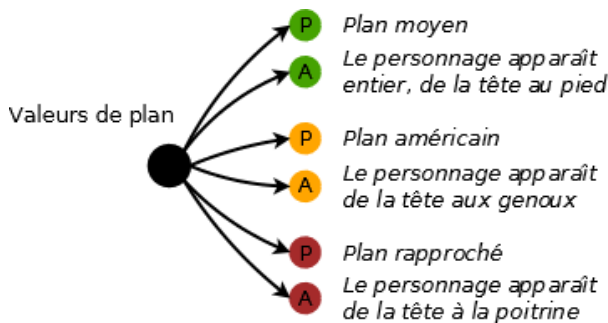 Valeurs de plan
P Plan moyen
A Le personnage apparaît
entier, de la tête au pied
P Plan américain
A Le personnage apparaît
de la tête aux genoux
P Plan rapproché
A Le personnage apparaît
de la tête à la poitrine